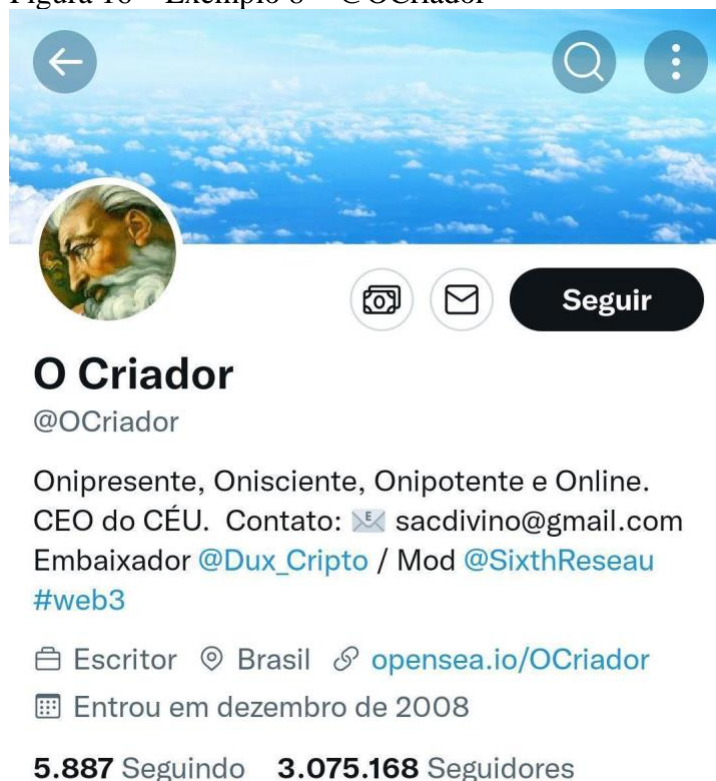 Figura 16 – Exemplo 8 – @OCriador
Seguir
O Criador
@OCriador
Onipresente, Onisciente, Onipotente e Online.
CEO do CÉU. Contato: 📧 sacdivino@gmail.com
Embaixador @Dux_Cripto / Mod @SixthReseau
#web3
Escritor Brasil opensea.io/OCriador
Entrou em dezembro de 2008
5.887 Seguindo 3.075.168 Seguidores